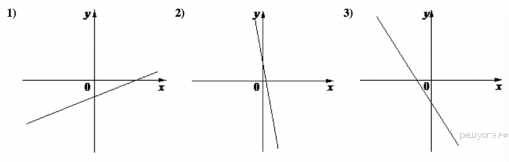 1) y 0 x
2) y 0 x
3) y 0 x
решуогэ.рф